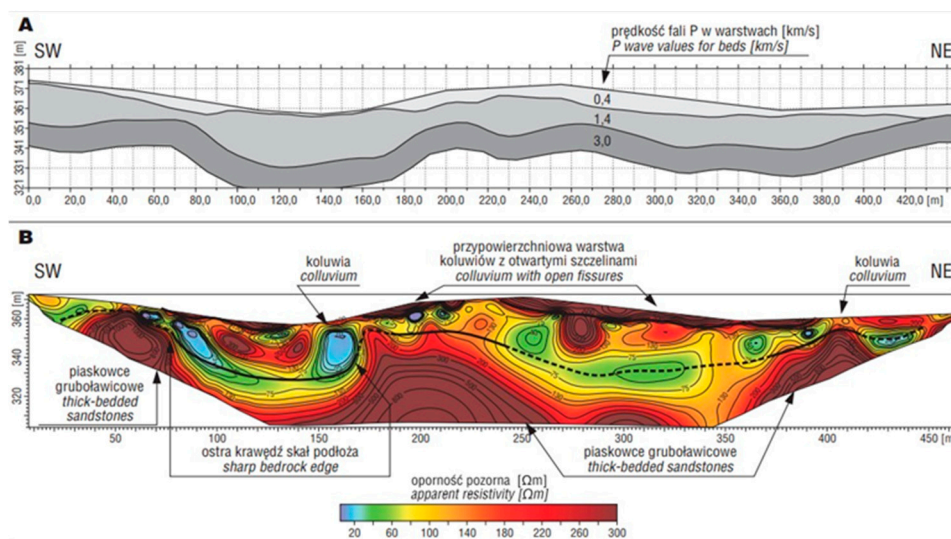 A
SW
prędkość fali P w warstwach [km/s]
P wave values for beds [km/s]
NE
[m]
381
371
361
351
341
331
321
0,4
1,4
3,0
0,0 20,0 40,0 60,0 80,0 100,0 120,0 140,0 160,0 180,0 200,0 220,0 240,0 260,0 280,0 300,0 320,0 340,0 360,0 380,0 400,0 420,0 [m]
B
SW
koluwia
colluvium
przypowierzchniowa warstwa
koluwiów z otwartymi szczelinami
colluvium with open fissures
koluwia
colluvium
NE
[m]
360
340
320
piaskowce
gruboławicowe
thick-bedded
sandstones
50 100 150 200 250 300 350 400 450 [m
ostra krawędź skał podłoża
sharp bedrock edge
piaskowce gruboławicowe
thick-bedded sandstones
oporność pozorna [Ωm]
apparent resistivity [Ωm]
20 60 100 140 180 220 260 300